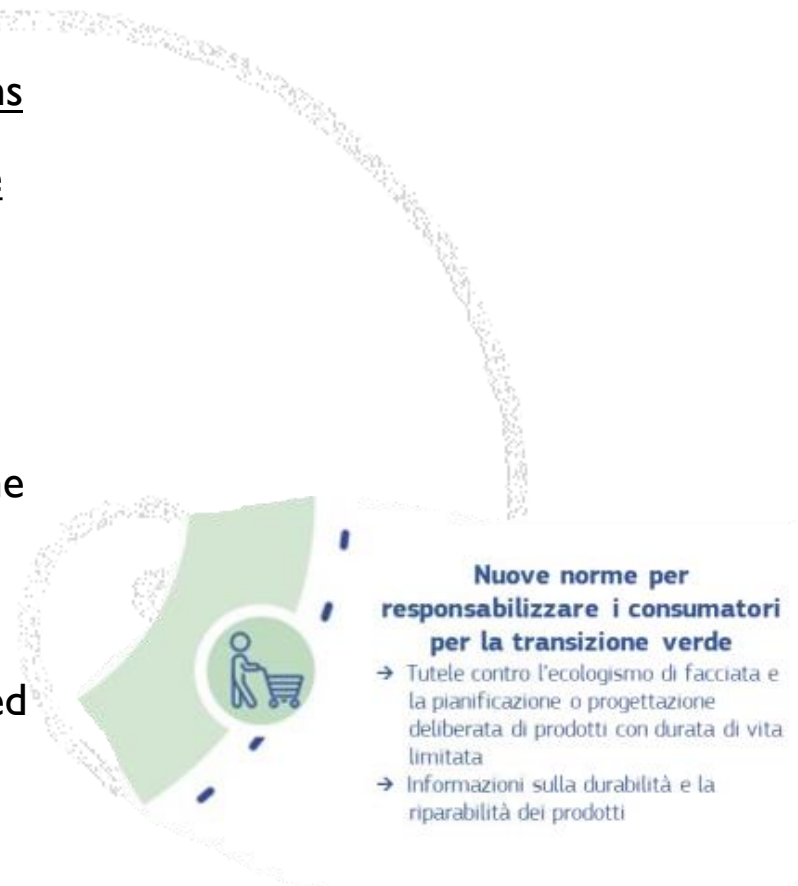 Nuove norme per
responsabilizzare i consumatori
per la transizione verde
→ Tutele contro l'ecologismo di facciata e
la pianificazione o progettazione
deliberata di prodotti con durata di vita
limitata
→ Informazioni sulla durabilità e la
riparabilità dei prodotti